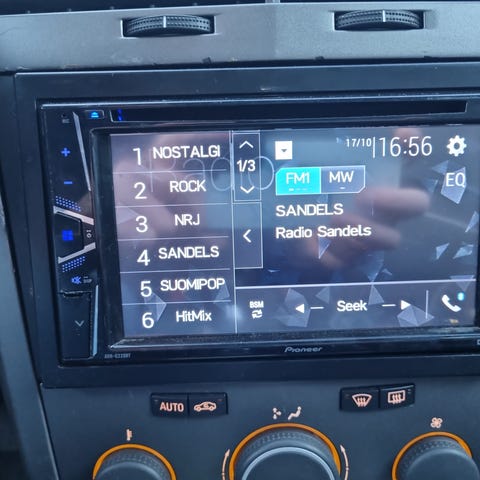 17/10 16:56
1 NOSTALGI
2 ROCK
3 NRJ
4 SANDELS
5 SUOMIPOP
6 HitMix
1/3
FM1 MW
EQ
SANDELS
Radio Sandels
BSM
Seek
Pioneer
AUTO